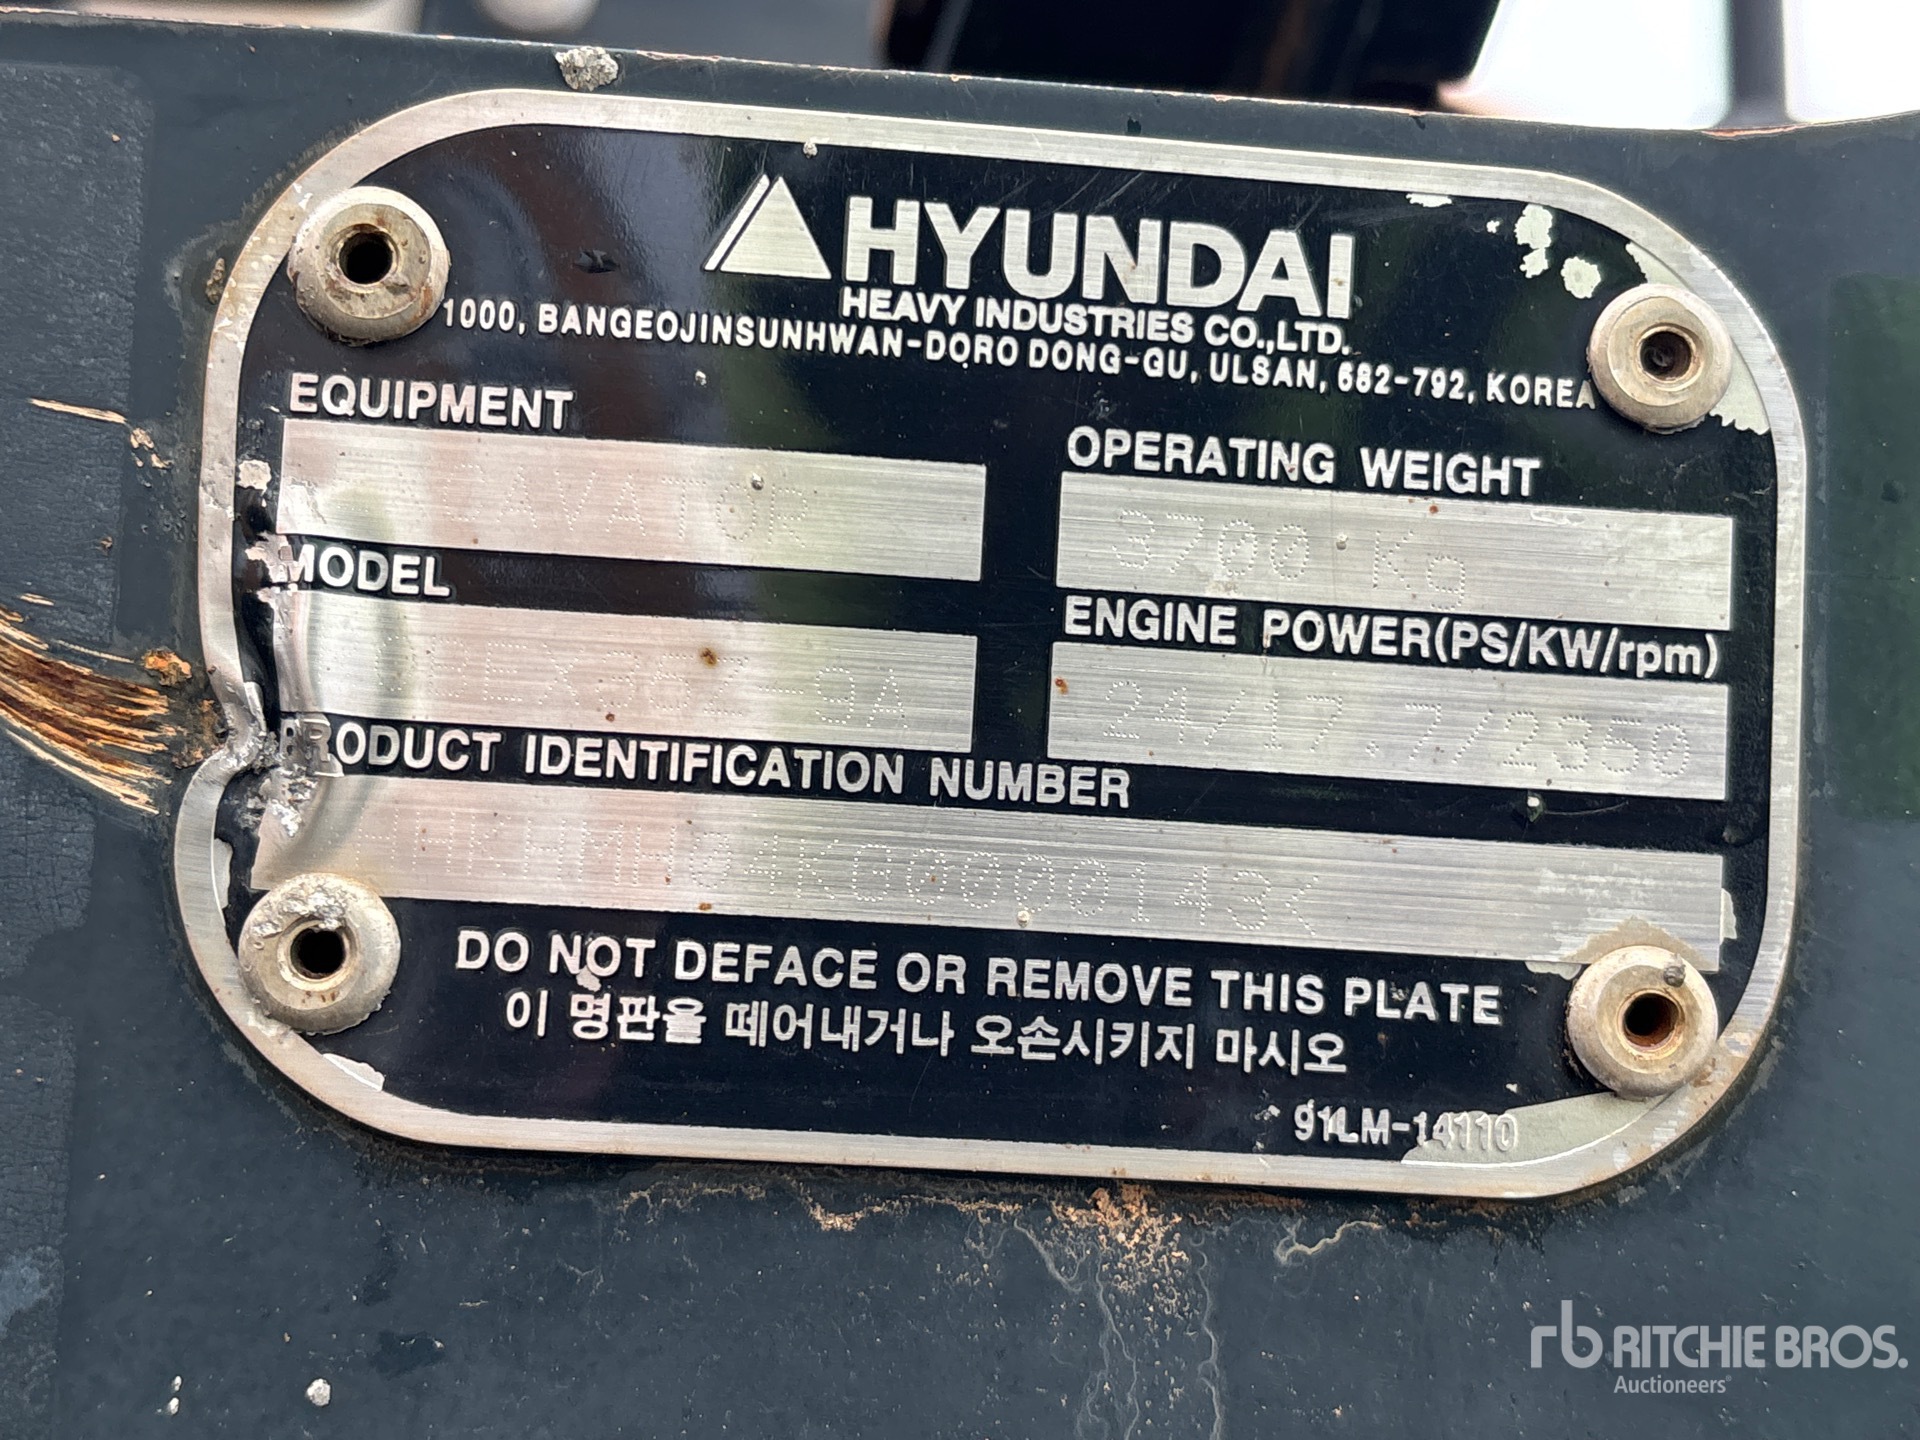 HYUNDAI
HEAVY INDUSTRIES CO.,LTD.
1000, BANGEOJINSUNHWAN-DORO DONG-GU, ULSAN, 682-792, KOREA
EQUIPMENT
OPERATING WEIGHT
3700 Kg
MODEL
ENGINE POWER(PS/KW/rpm)
24/17.7/2350
PRODUCT IDENTIFICATION NUMBER
DO NOT DEFACE OR REMOVE THIS PLATE
이 명판을 떼어내거나 오손시키지 마시오
91LM-14110
rb RITCHIE BROS.
Auctioneers